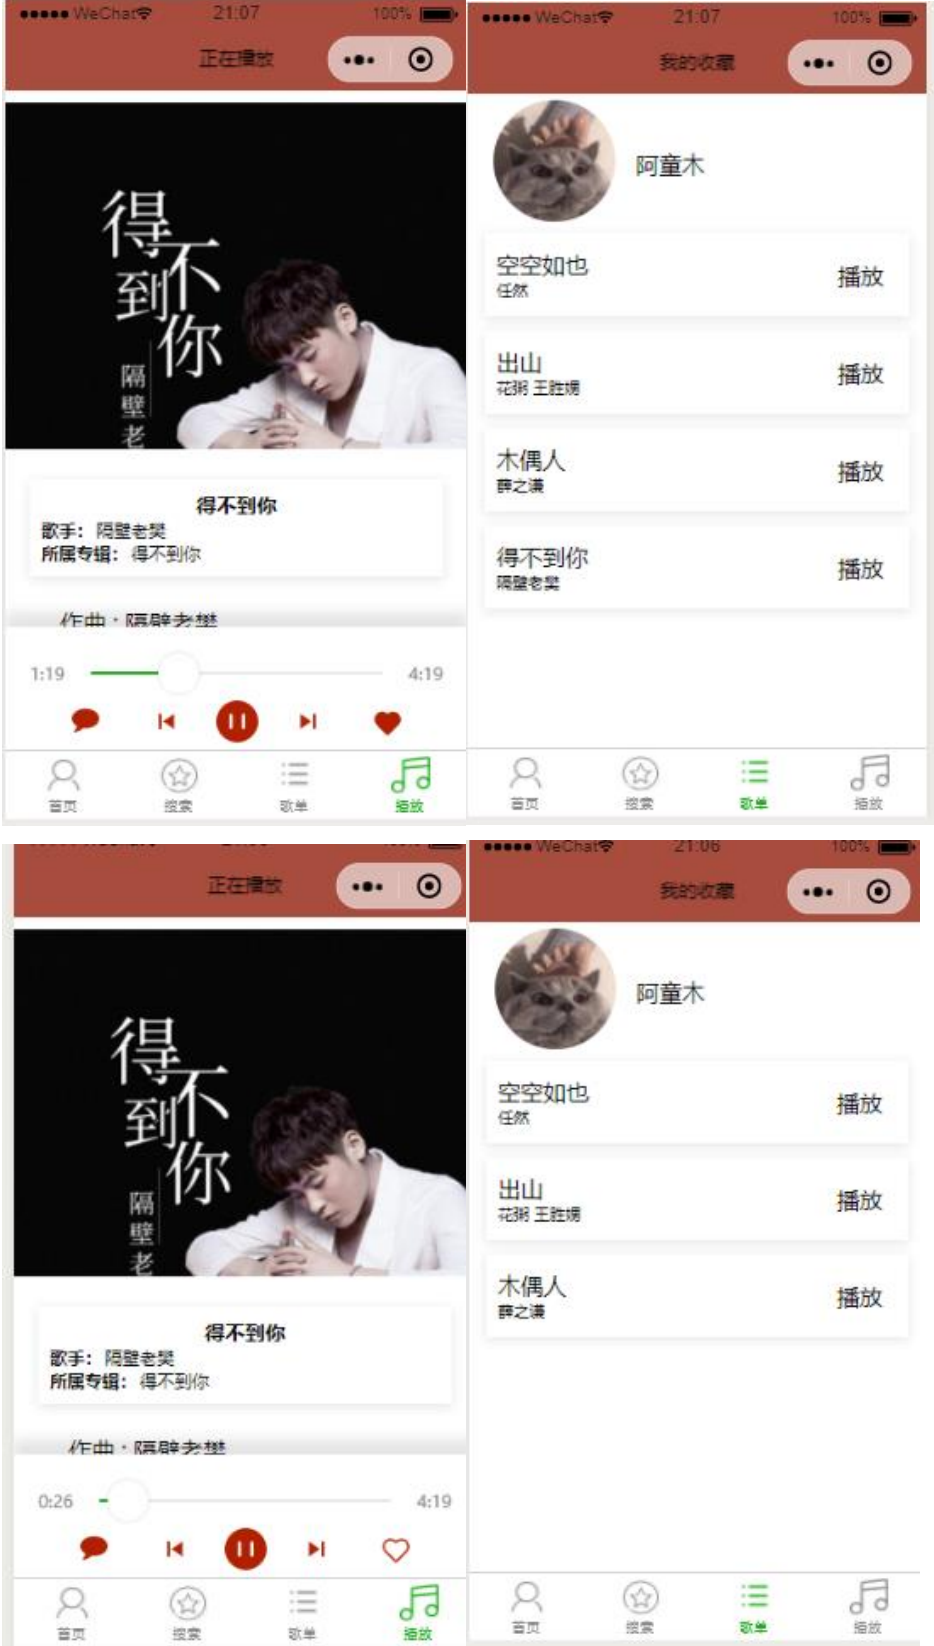 WeChat 21:07 100%
正在播放
得
不
到
你
隔
壁
老
得不到你
歌手：隔壁老樊
所属专辑：得不到你
作曲：隔壁老樊
1:19 4:19
首页 搜索 歌单 播放
WeChat 21:07 100%
我的收藏
阿童木
空空如也
任然
播放
出山
花粥 王胜娚
播放
木偶人
薛之谦
播放
得不到你
隔壁老樊
播放
首页 搜索 歌单 播放
正在播放
得
不
到
你
隔
壁
老
得不到你
歌手：隔壁老樊
所属专辑：得不到你
作曲：隔壁老樊
0:26 4:19
首页 搜索 歌单 播放
WeChat 21:06 100%
我的收藏
阿童木
空空如也
任然
播放
出山
花粥 王胜娚
播放
木偶人
薛之谦
播放
首页 搜索 歌单 播放